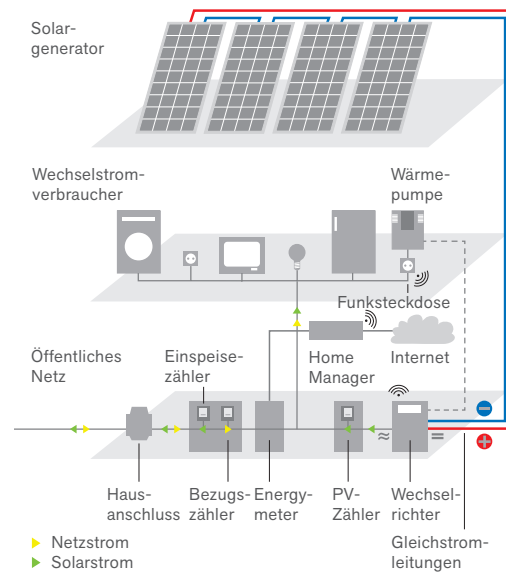 Solar-
generator
Wechselstrom-
verbraucher
Wärme-
pumpe
Funksteckdose
Öffentliches
Netz
Einspeise-
zähler
Home
Manager
Internet
Haus-
anschluss
Bezugs-
zähler
Energy-
meter
PV-
Zähler
Wechsel-
richter
Netzstrom
Solarstrom
Gleichstrom-
leitungen